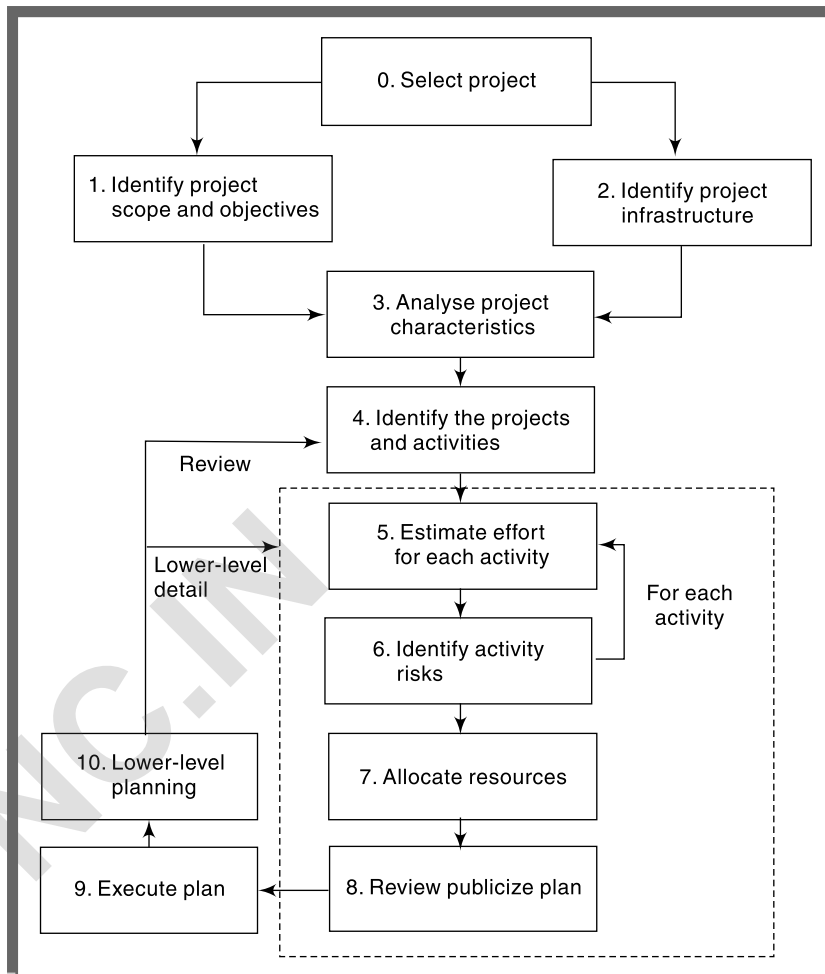 0. Select project
1. Identify project
scope and objectives
2. Identify project
infrastructure
3. Analyse project
characteristics
4. Identify the projects
and activities
Review
5. Estimate effort
for each activity
Lower-level
detail
For each
activity
6. Identify activity
risks
10. Lower-level
planning
7. Allocate resources
9. Execute plan
8. Review publicize plan
NC.IN